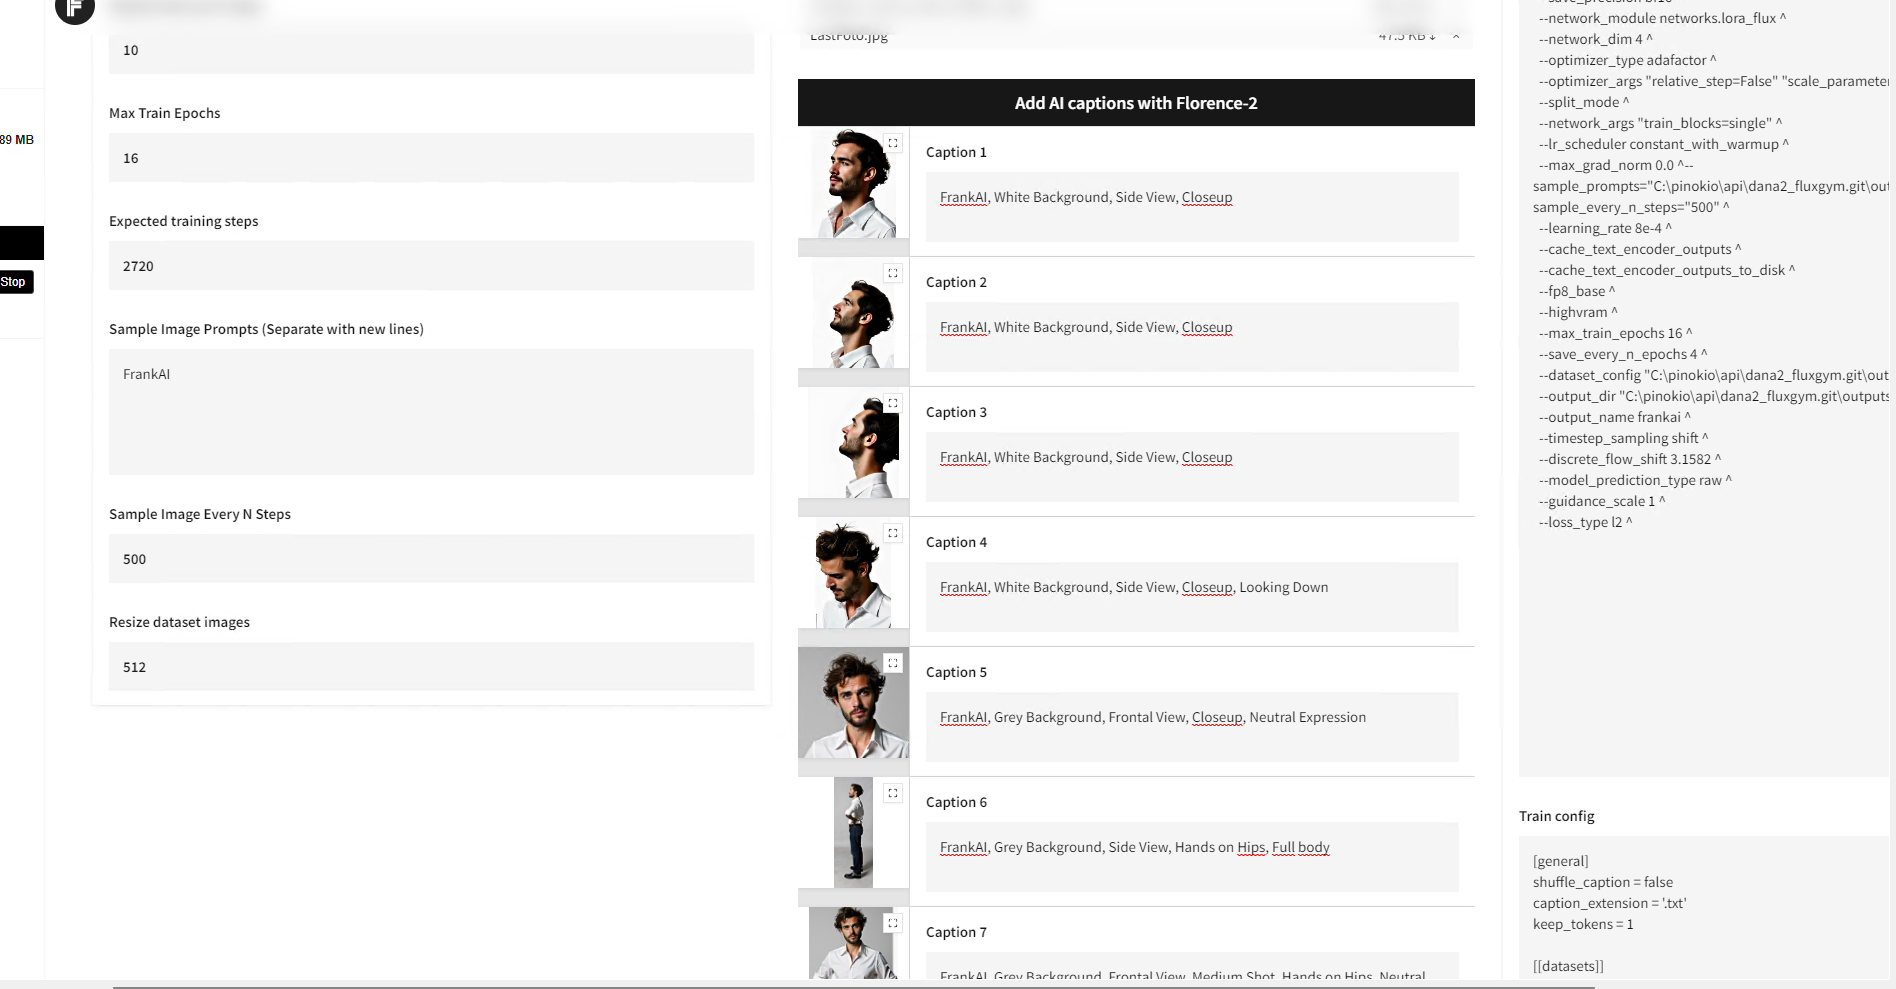 89 MB
Stop
10
Max Train Epochs
16
Expected training steps
2720
Sample Image Prompts (Separate with new lines)
FrankAI
Sample Image Every N Steps
500
Resize dataset images
512
LastFoto.jpg
47.5 KB ↓
Add AI captions with Florence-2
Caption 1
FrankAI, White Background, Side View, Closeup
Caption 2
FrankAI, White Background, Side View, Closeup
Caption 3
FrankAI, White Background, Side View, Closeup
Caption 4
FrankAI, White Background, Side View, Closeup, Looking Down
Caption 5
FrankAI, Grey Background, Frontal View, Closeup, Neutral Expression
Caption 6
FrankAI, Grey Background, Side View, Hands on Hips, Full body
Caption 7
FrankAI, Grey Background, Frontal View, Medium Shot, Hands on Hips, Neutral
--save_precision bf16
--network_module networks.lora_flux ^
--network_dim 4 ^
--optimizer_type adafactor ^
--optimizer_args "relative_step=False" "scale_parameter
--split_mode ^
--network_args "train_blocks=single" ^
--lr_scheduler constant_with_warmup ^
--max_grad_norm 0.0 ^--
sample_prompts="C:\pinokio\api\dana2_fluxgym.git\out
sample_every_n_steps="500" ^
--learning_rate 8e-4 ^
--cache_text_encoder_outputs ^
--cache_text_encoder_outputs_to_disk ^
--fp8_base ^
--highvram ^
--max_train_epochs 16 ^
--save_every_n_epochs 4 ^
--dataset_config "C:\pinokio\api\dana2_fluxgym.git\out
--output_dir "C:\pinokio\api\dana2_fluxgym.git\outputs
--output_name frankai ^
--timestep_sampling shift ^
--discrete_flow_shift 3.1582 ^
--model_prediction_type raw ^
--guidance_scale 1 ^
--loss_type l2 ^
Train config
[general]
shuffle_caption = false
caption_extension = '.txt'
keep_tokens = 1
[[datasets]]